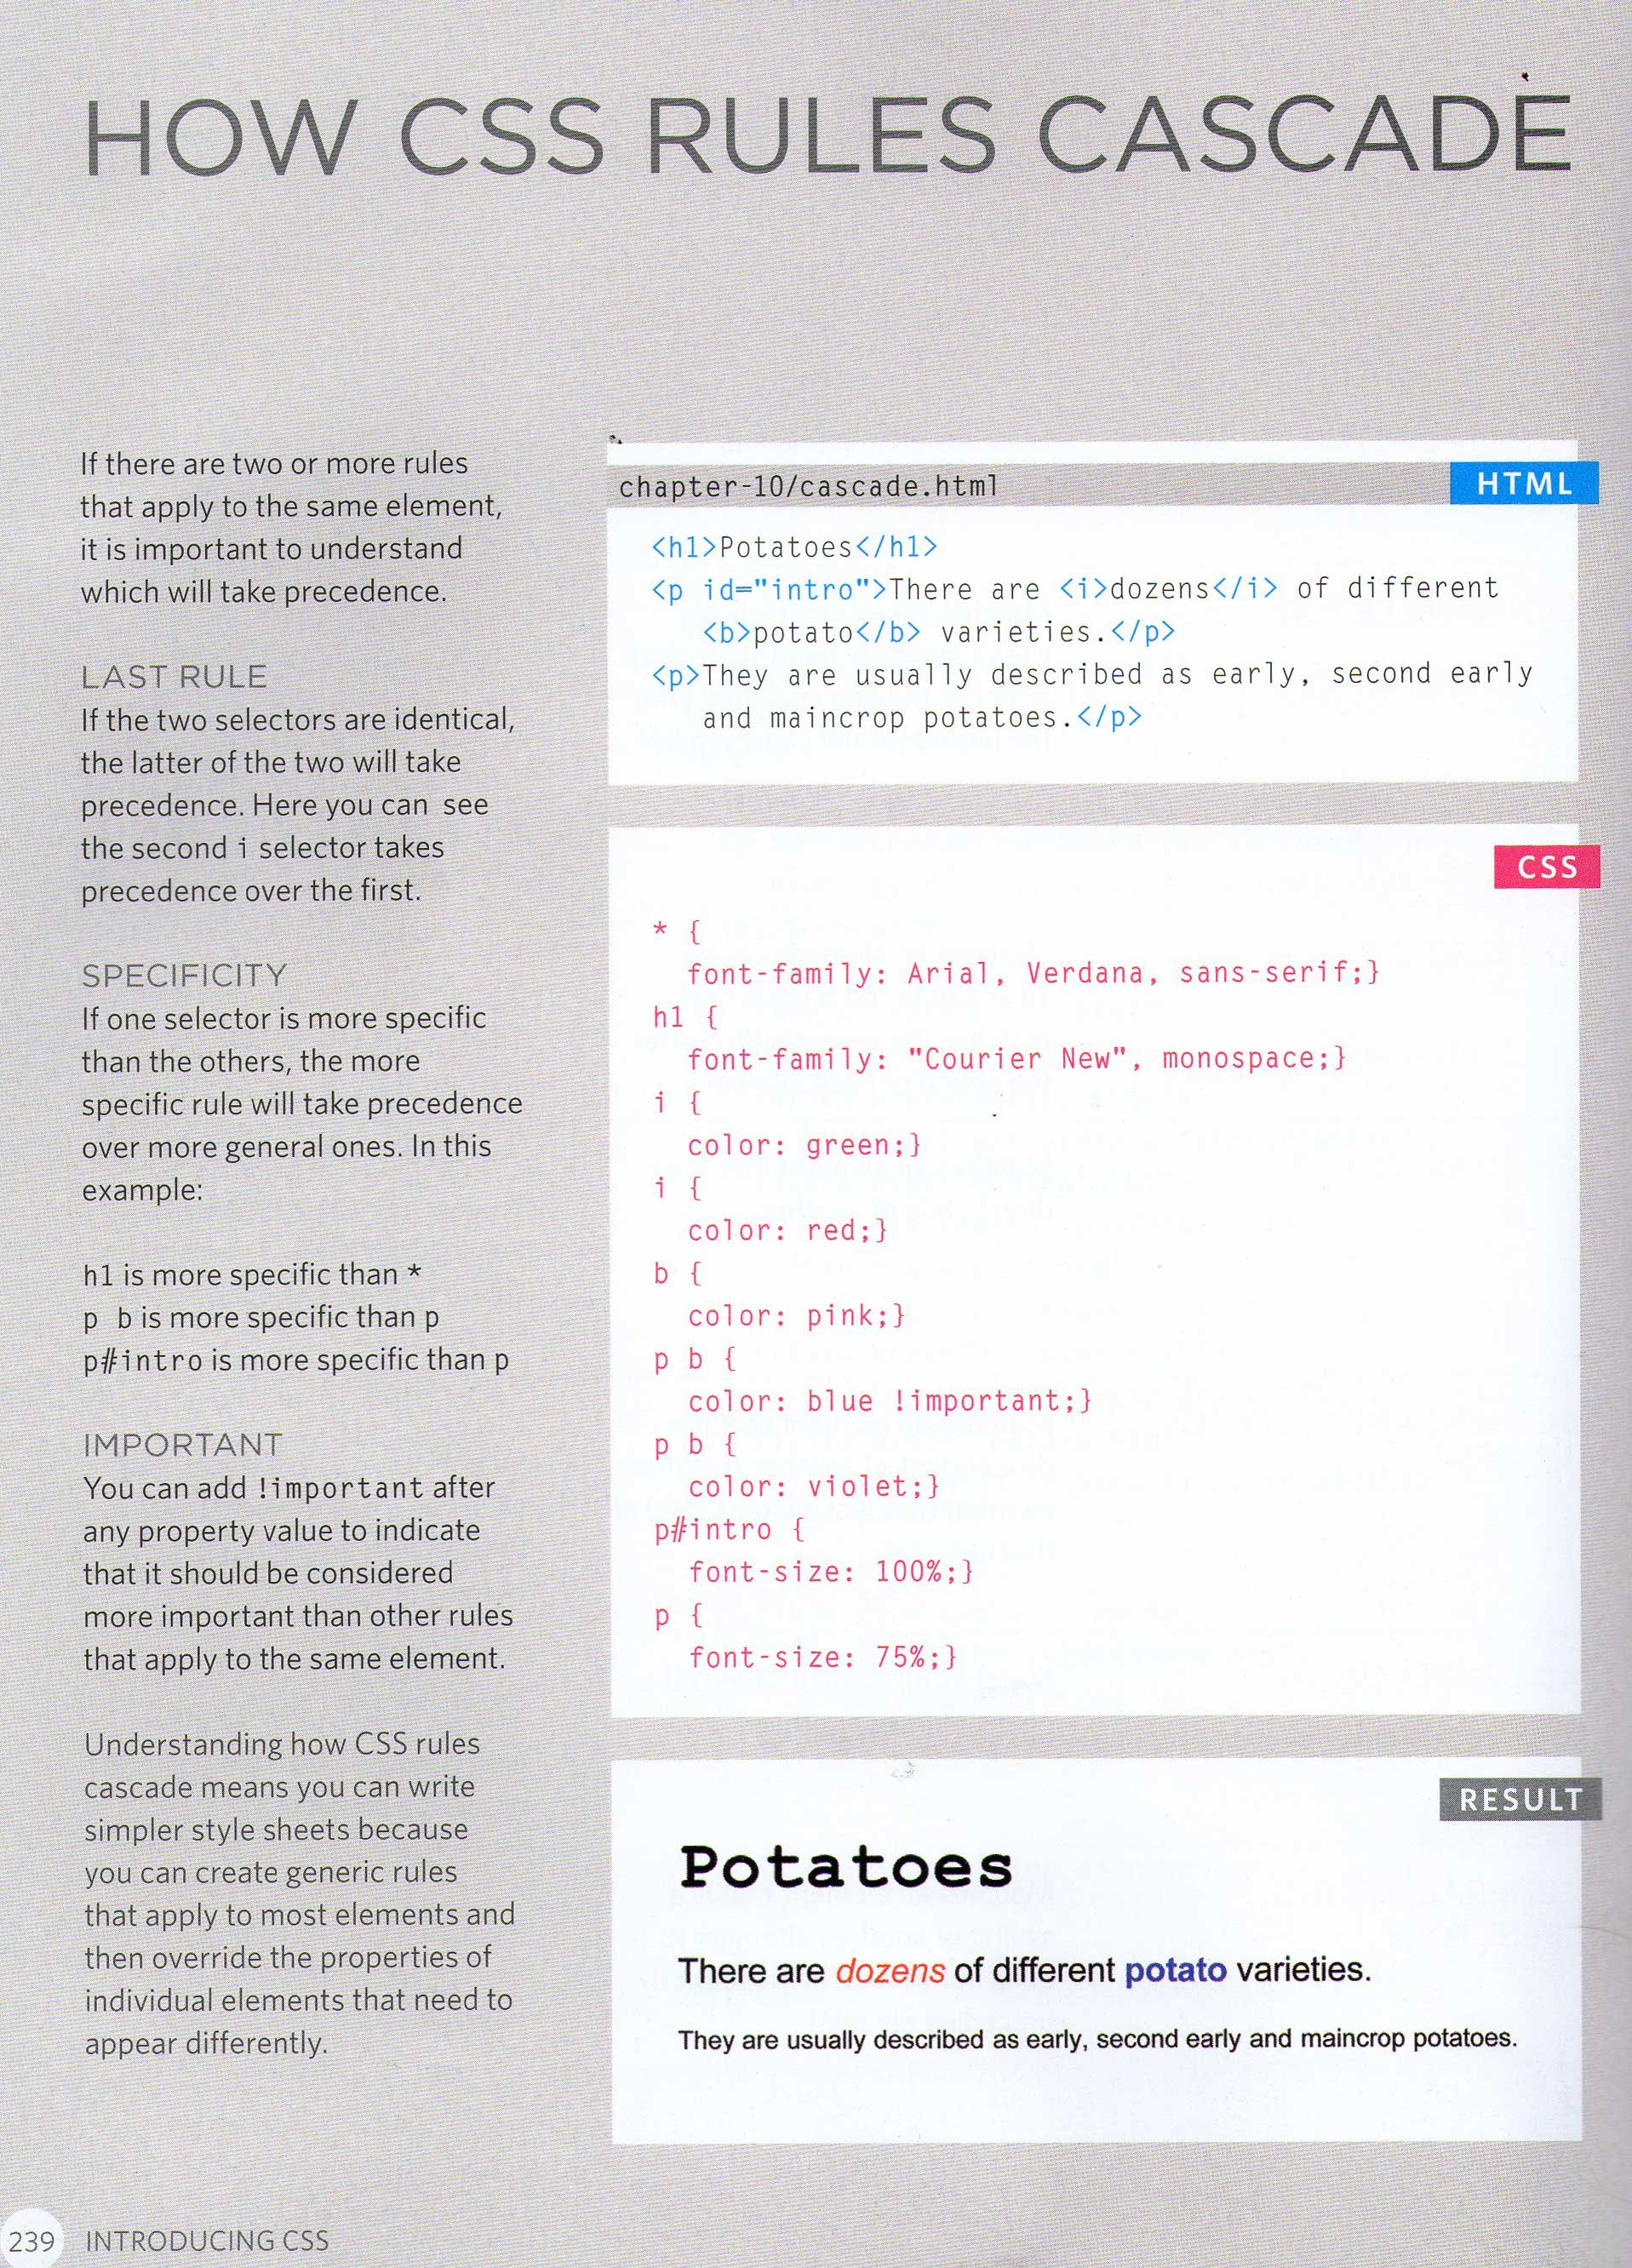 HOW CSS RULES CASCADE
If there are two or more rules
that apply to the same element,
it is important to understand
which will take precedence.
LAST RULE
If the two selectors are identical,
the latter of the two will take
precedence. Here you can see
the second i selector takes
precedence over the first.
SPECIFICITY
If one selector is more specific
than the others, the more
specific rule will take precedence
over more general ones. In this
example:
h1 is more specific than *
p b is more specific than p
p#intro is more specific than p
IMPORTANT
You can add !important after
any property value to indicate
that it should be considered
more important than other rules
that apply to the same element.
Understanding how CSS rules
cascade means you can write
simpler style sheets because
you can create generic rules
that apply to most elements and
then override the properties of
individual elements that need to
appear differently.
chapter-10/cascade.html
HTML
<h1>Potatoes</h1>
<p id="intro">There are <i>dozens</i> of different
<b>potato</b> varieties.</p>
<p>They are usually described as early, second early
and maincrop potatoes.</p>
CSS
* {
font-family: Arial, Verdana, sans-serif;}
h1 {
font-family: "Courier New", monospace;}
i {
color: green;}
i {
color: red;}
b {
color: pink;}
p b {
color: blue !important;}
p b {
color: violet;}
p#intro {
font-size: 100%;}
p {
font-size: 75%;}
RESULT
Potatoes
There are dozens of different potato varieties.
They are usually described as early, second early and maincrop potatoes.
239 INTRODUCING CSS